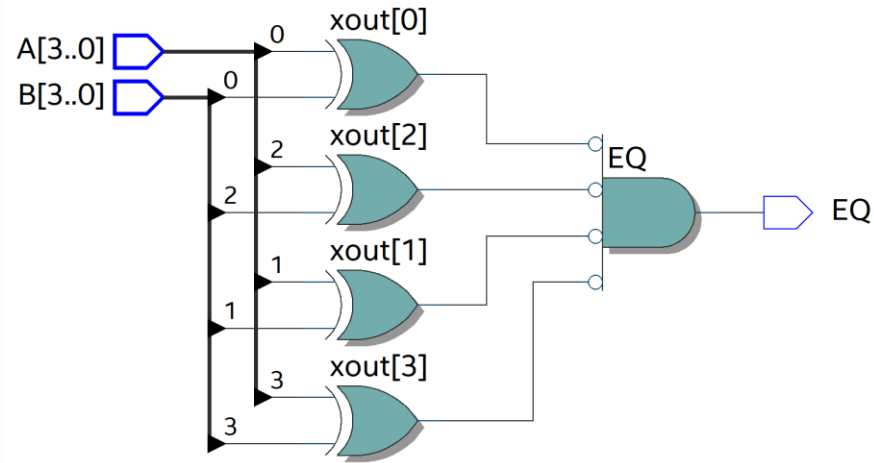 xout[0]
A[3..0]
0
B[3..0]
0
xout[2]
2
EQ
2
EQ
xout[1]
1
1
xout[3]
3
3